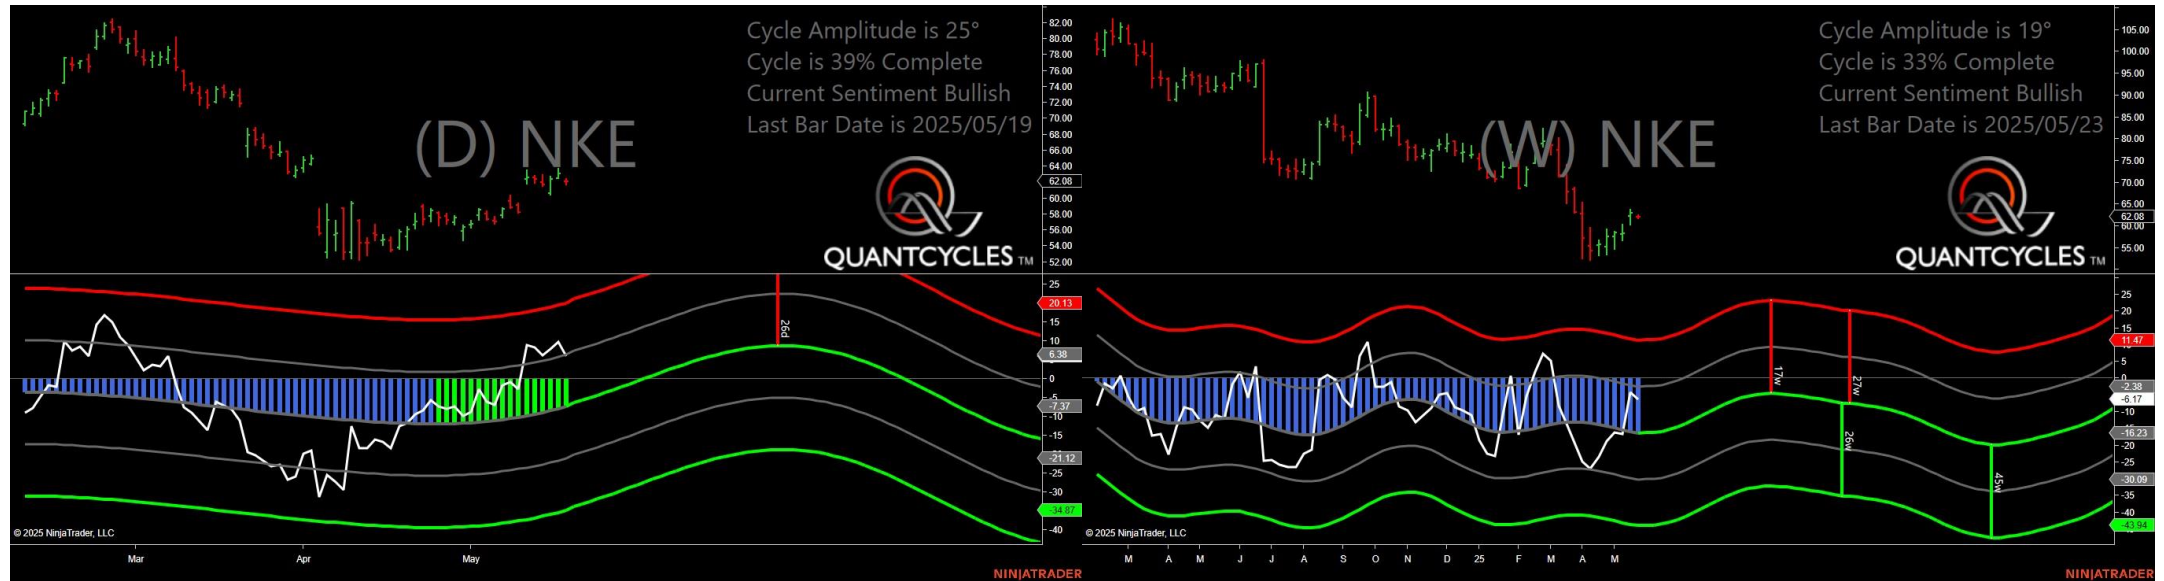 Cycle Amplitude is 25°
Cycle is 39% Complete
Current Sentiment Bullish
Last Bar Date is 2025/05/19
(D) NKE
QUANTCYCLES TM
82.00
80.00
78.00
76.00
74.00
72.00
70.00
68.00
66.00
64.00
62.08
60.00
58.00
56.00
54.00
52.00
25
20.13
15
10
6.38
0
-7.37
-10
-15
-21.12
-25
-30
-34.87
-40
26d
© 2025 NinjaTrader, LLC
Mar Apr May
NINJATRADER
Cycle Amplitude is 19°
Cycle is 33% Complete
Current Sentiment Bullish
Last Bar Date is 2025/05/23
(W) NKE
QUANTCYCLES TM
105.00
100.00
95.00
90.00
85.00
80.00
75.00
70.00
65.00
62.08
60.00
55.00
25
20
15
11.47
5
0
-2.38
-6.17
-10
-16.23
-20
-25
-30.09
-35
-40
-43.94
17w
27w
26w
45w
© 2025 NinjaTrader, LLC
M A M J J A S O N D 25 F M A M
NINJATRADER